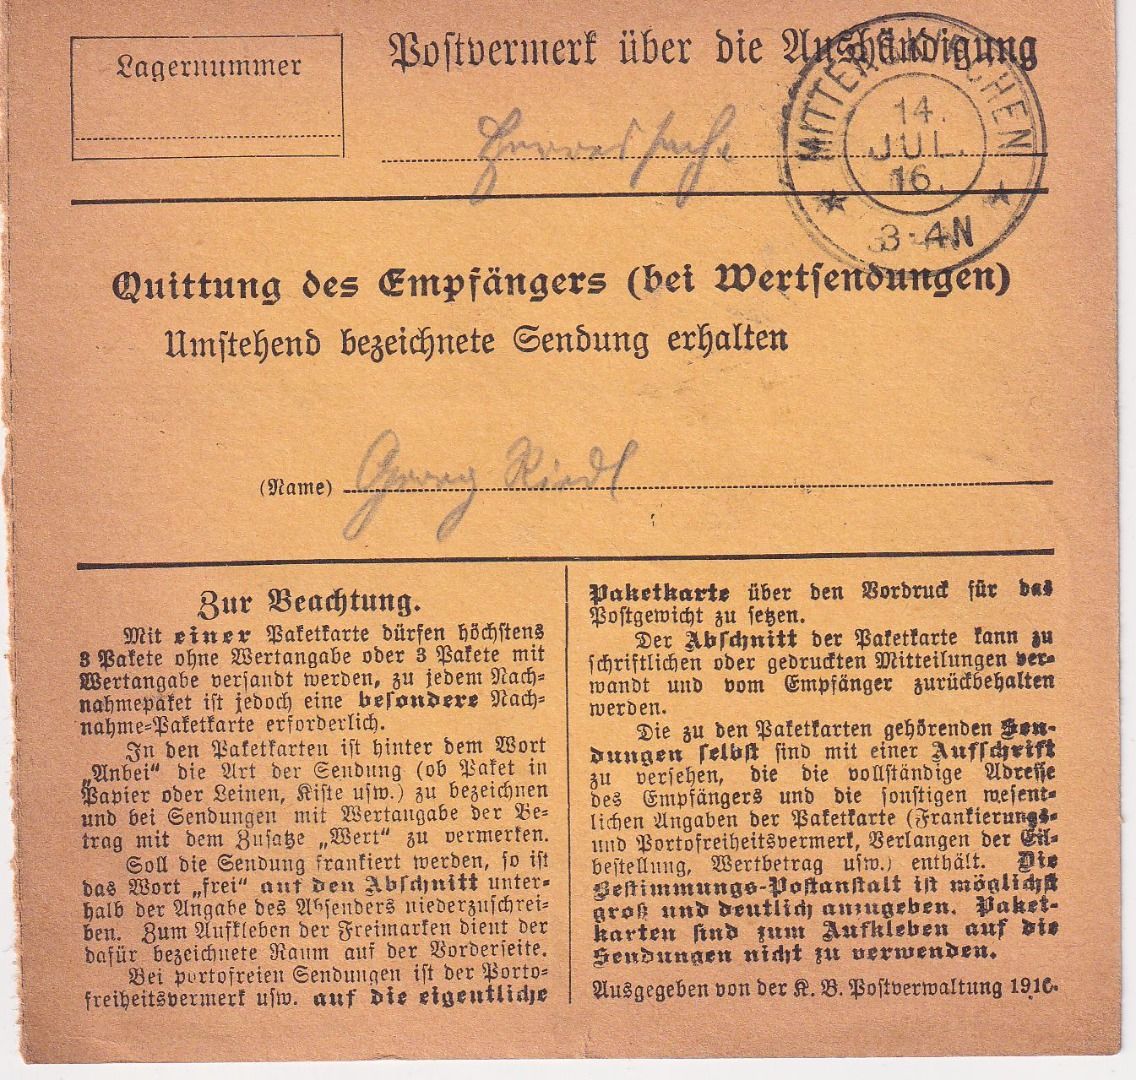 Lagernummer
Postvermerk über die Aushändigung
MITTERSKIRCHEN
14.
JUL.
16.
3-4N
Quittung des Empfängers (bei Wertsendungen)
Umstehend bezeichnete Sendung erhalten
(Name) Georg Riedl
Zur Beachtung.
Mit einer Paketkarte dürfen höchstens
3 Pakete ohne Wertangabe oder 3 Pakete mit
Wertangabe versandt werden, zu jedem Nach-
nahmepaket ist jedoch eine besondere Nach-
nahme-Paketkarte erforderlich.
In den Paketkarten ist hinter dem Wort
„Anbei“ die Art der Sendung (ob Paket in
Papier oder Leinen, Kiste usw.) zu bezeichnen
und bei Sendungen mit Wertangabe der Be-
trag mit dem Zusatze „Wert“ zu vermerken.
Soll die Sendung frankiert werden, so ist
das Wort „frei“ auf den Abschnitt unter-
halb der Angabe des Absenders niederzuschrei-
ben. Zum Aufkleben der Freimarken dient der
dafür bezeichnete Raum auf der Vorderseite.
Bei portofreien Sendungen ist der Porto-
freiheitsvermerk usw. auf die eigentliche
Paketkarte über den Vordruck für das
Postgewicht zu setzen.
Der Abschnitt der Paketkarte kann zu
schriftlichen oder gedruckten Mitteilungen ver-
wandt und vom Empfänger zurückbehalten
werden.
Die zu den Paketkarten gehörenden Sen-
dungen selbst sind mit einer Aufschrift
zu versehen, die die vollständige Adresse
des Empfängers und die sonstigen wesent-
lichen Angaben der Paketkarte (Frankierungs-
und Portofreiheitsvermerk, Verlangen der Eil-
bestellung, Wertbetrag usw.) enthält. Die
Bestimmungs-Postanstalt ist möglichst
groß und deutlich anzugeben. Paket-
karten sind zum Aufkleben auf die
Sendungen nicht zu verwenden.
Ausgegeben von der K. B. Postverwaltung 1916.